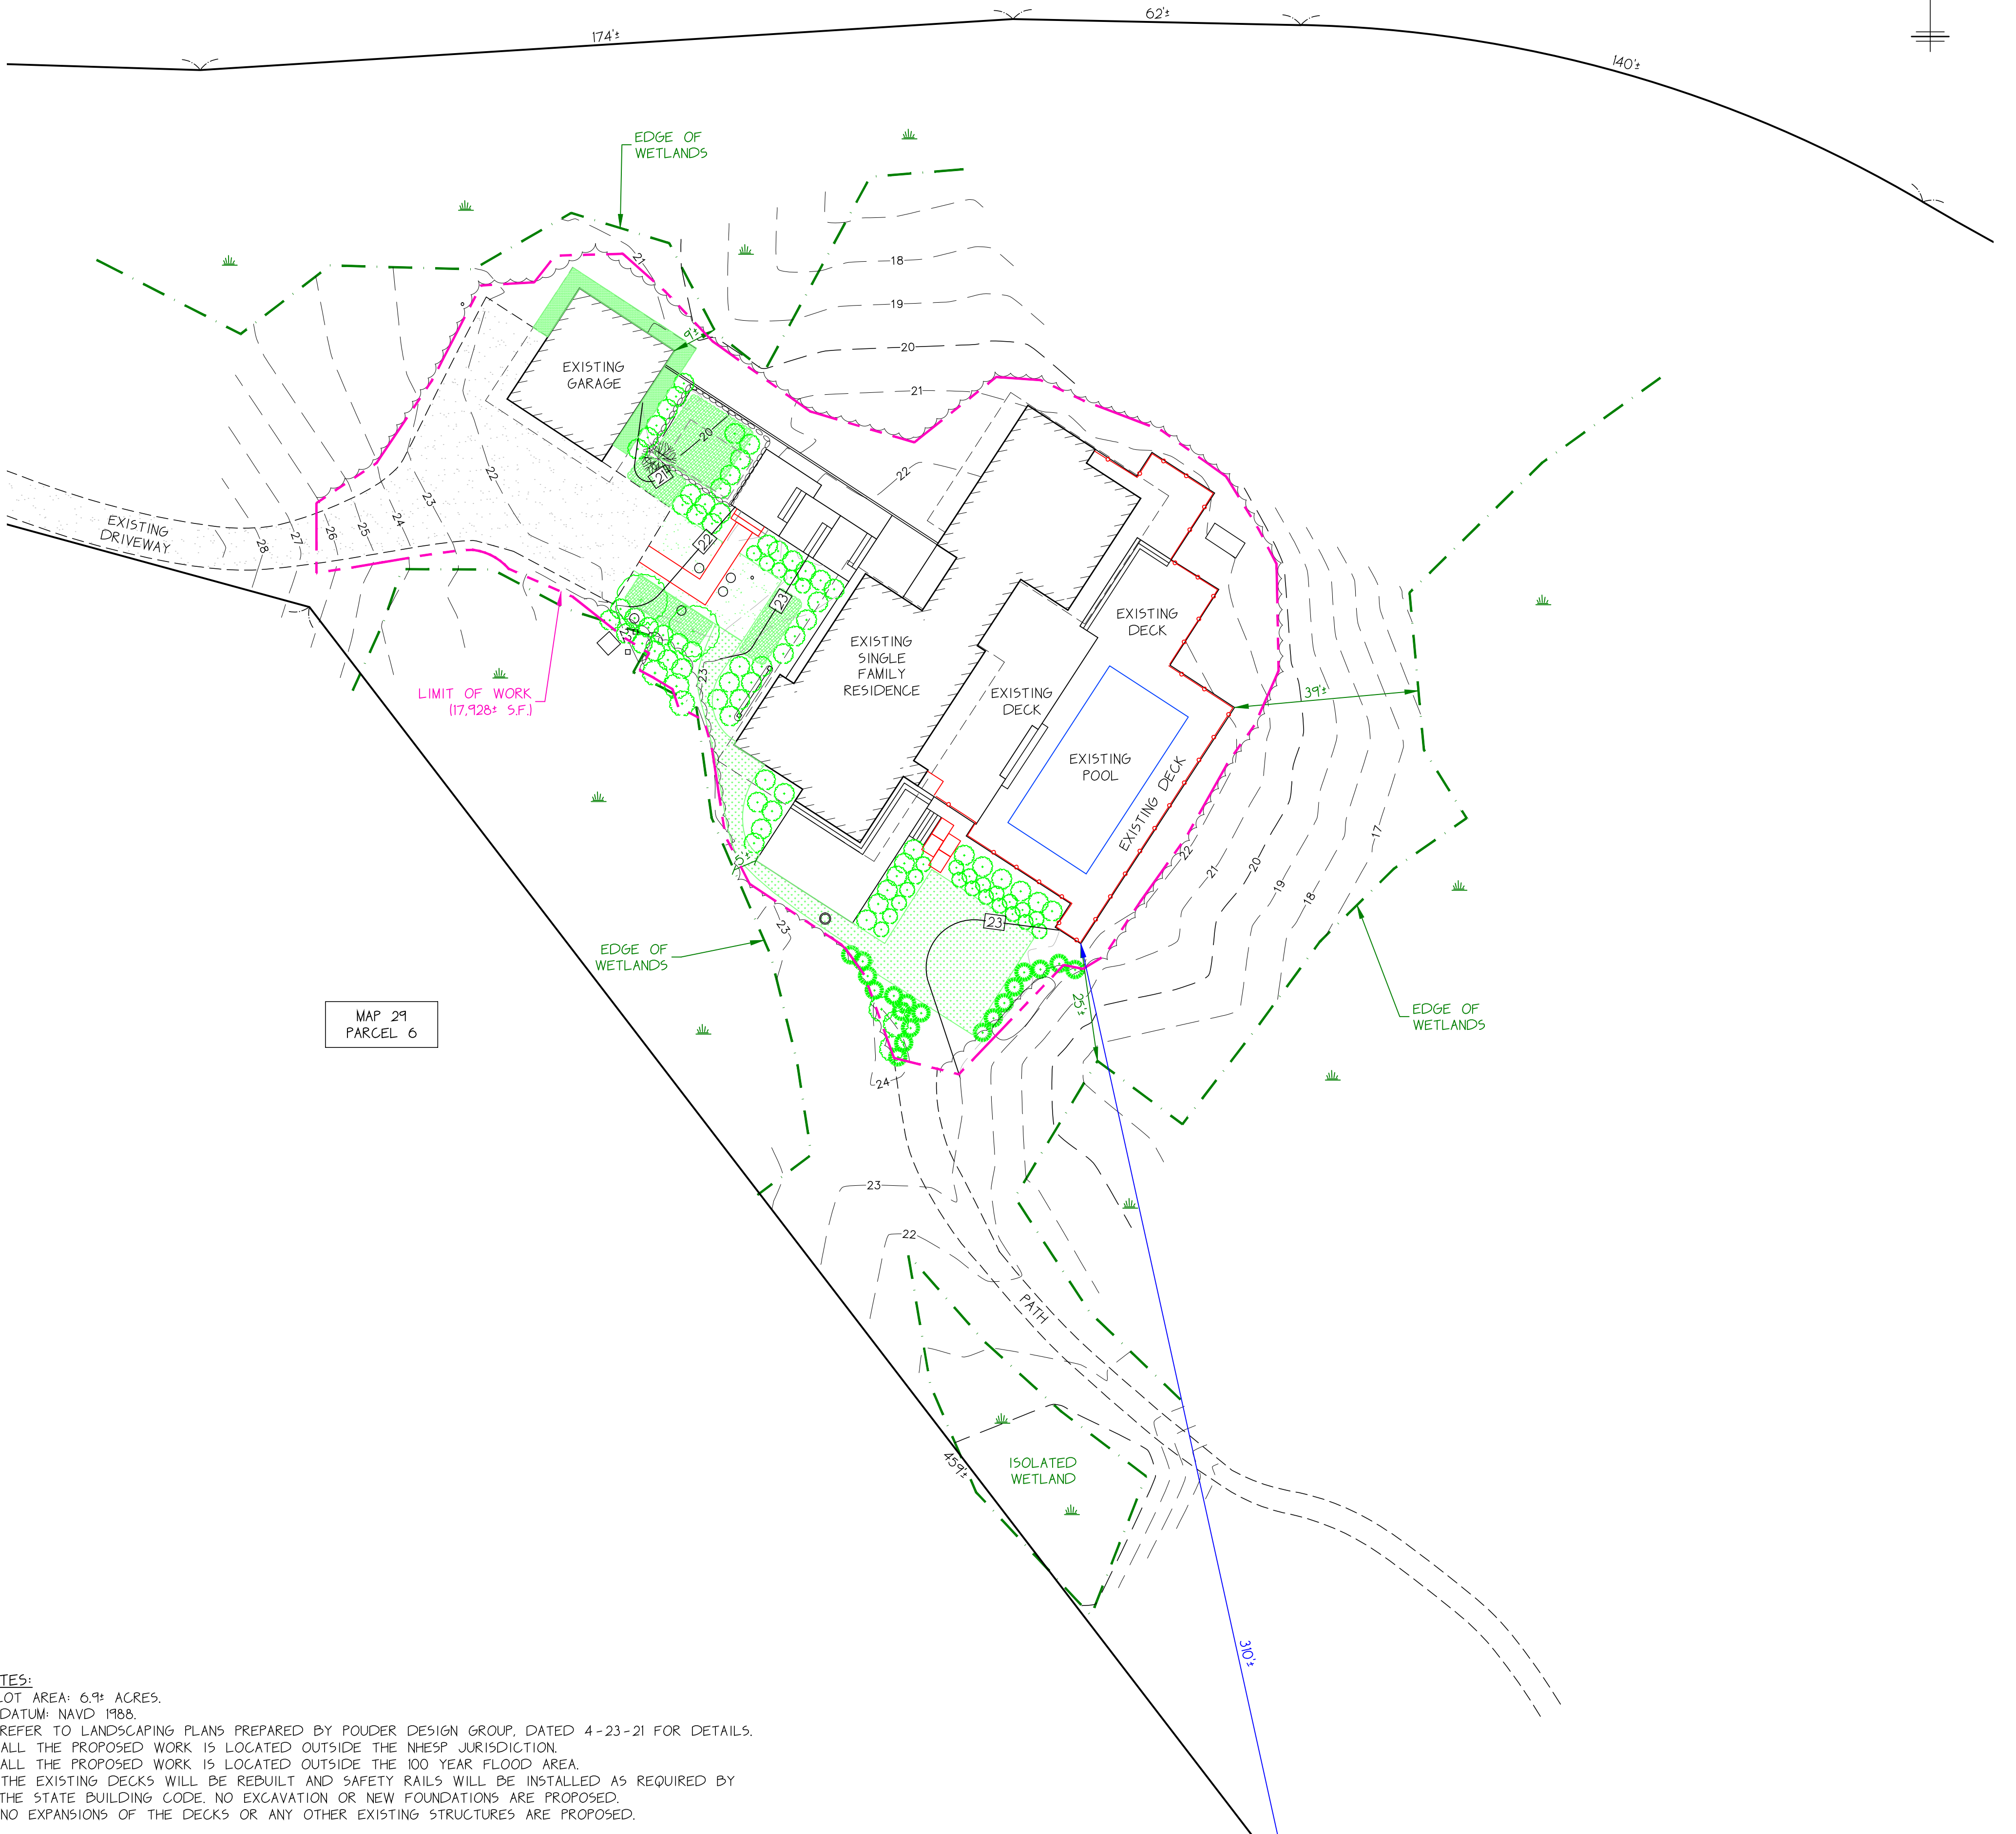 174'±
62'±
140'±
EDGE OF
WETLANDS
21
18
19
20
21
22
9'±
EXISTING
GARAGE
20
21
22
23
22
23
24
25
26
27
28
EXISTING
DRIVEWAY
LIMIT OF WORK
(17,928± S.F.)
23
EXISTING
SINGLE
FAMILY
RESIDENCE
EXISTING
DECK
EXISTING
DECK
EXISTING
POOL
EXISTING DECK
39'±
17
18
19
20
21
22
5'±
23
23
EDGE OF
WETLANDS
25'±
EDGE OF
WETLANDS
MAP 29
PARCEL 6
24
23
22
PATH
459'±
ISOLATED
WETLAND
310'±
TES:
LOT AREA: 6.9± ACRES.
DATUM: NAVD 1988.
REFER TO LANDSCAPING PLANS PREPARED BY POUDER DESIGN GROUP, DATED 4-23-21 FOR DETAILS.
ALL THE PROPOSED WORK IS LOCATED OUTSIDE THE NHESP JURISDICTION.
ALL THE PROPOSED WORK IS LOCATED OUTSIDE THE 100 YEAR FLOOD AREA.
THE EXISTING DECKS WILL BE REBUILT AND SAFETY RAILS WILL BE INSTALLED AS REQUIRED BY
THE STATE BUILDING CODE. NO EXCAVATION OR NEW FOUNDATIONS ARE PROPOSED.
NO EXPANSIONS OF THE DECKS OR ANY OTHER EXISTING STRUCTURES ARE PROPOSED.